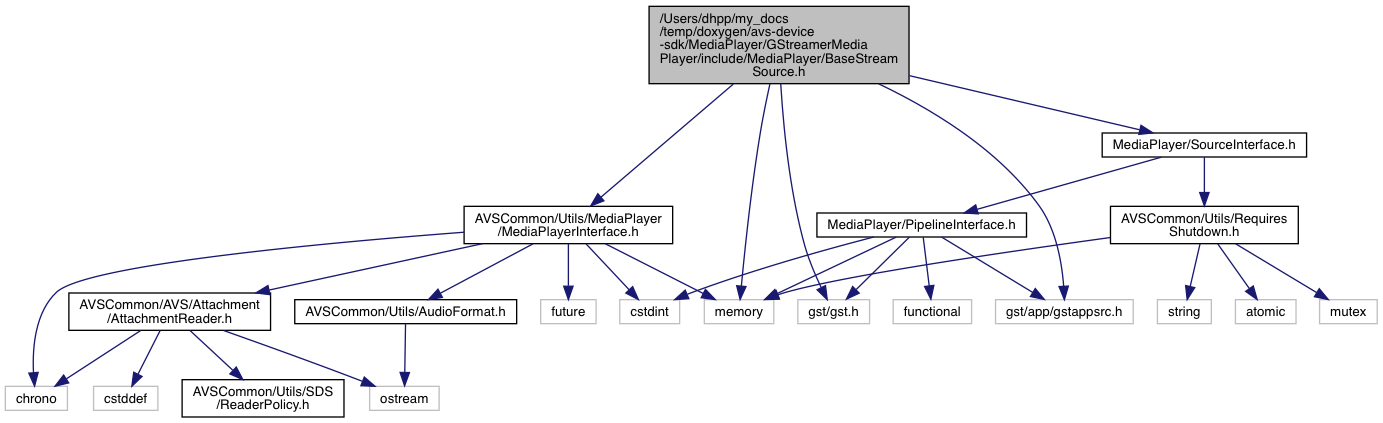 /Users/dhpp/my_docs
/temp/doxygen/avs-device
-sdk/MediaPlayer/GStreamerMedia
Player/include/MediaPlayer/BaseStream
Source.h
MediaPlayer/SourceInterface.h
AVSCommon/Utils/MediaPlayer
/MediaPlayerInterface.h
MediaPlayer/PipelineInterface.h
AVSCommon/Utils/Requires
Shutdown.h
AVSCommon/AVS/Attachment
/AttachmentReader.h
AVSCommon/Utils/AudioFormat.h
future
cstdint
memory
gst/gst.h
functional
gst/app/gstappsrc.h
string
atomic
mutex
chrono
cstddef
AVSCommon/Utils/SDS
/ReaderPolicy.h
ostream